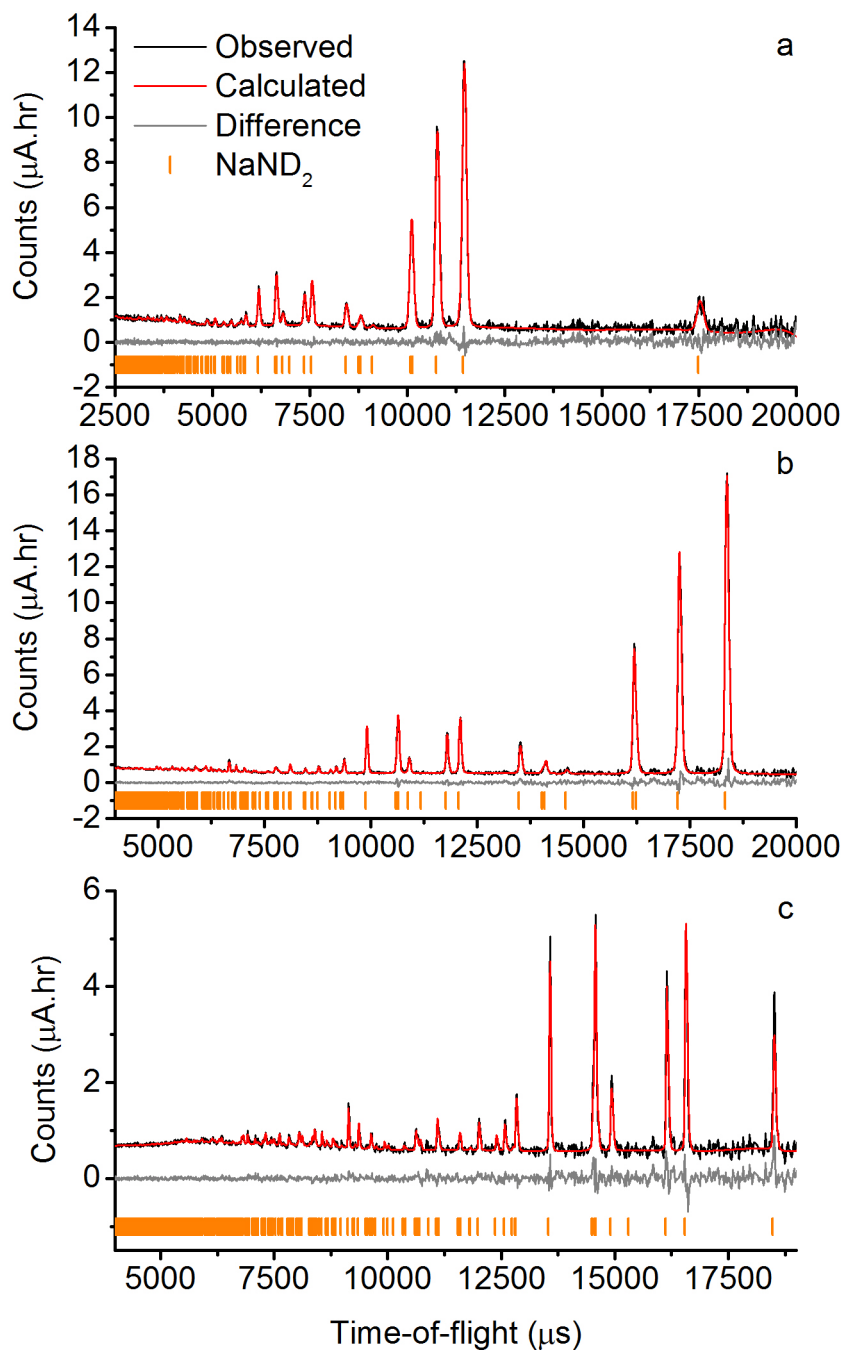 a
14
12
10
8
6
4
2
0
-2
Counts (μA.hr)
Observed
Calculated
Difference
NaND₂
2500 5000 7500 10000 12500 15000 17500 20000
b
18
16
14
12
10
8
6
4
2
0
-2
Counts (μA.hr)
5000 7500 10000 12500 15000 17500 20000
c
6
4
2
0
Counts (μA.hr)
5000 7500 10000 12500 15000 17500
Time-of-flight (μs)